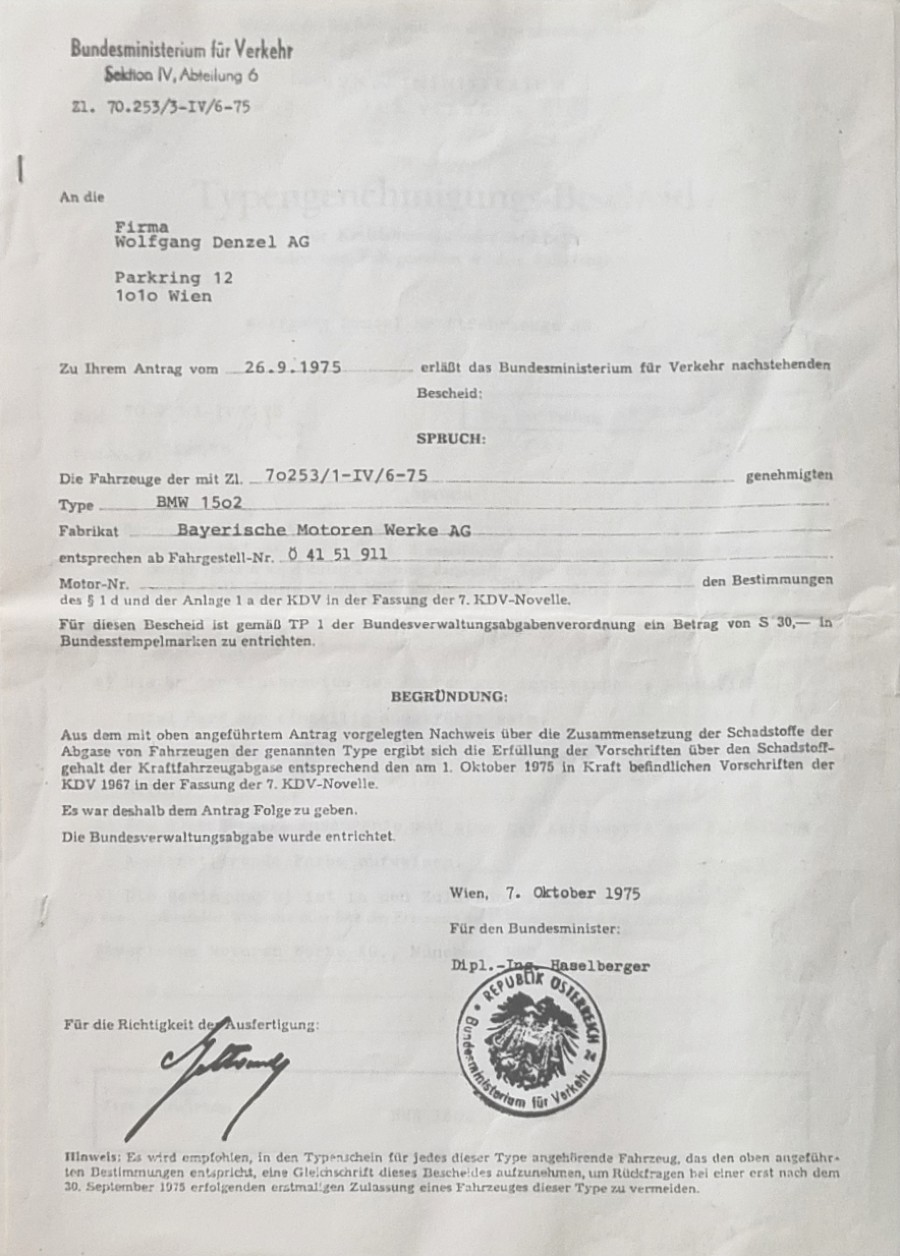 Bundesministerium für Verkehr
Sektion IV, Abteilung 6
Zl. 70.253/3-IV/6-75
Typengenehmigungs-Bescheid
An die
Firma
Wolfgang Denzel AG
Parkring 12
1o1o Wien
Zu Ihrem Antrag vom 26.9.1975 erläßt das Bundesministerium für Verkehr nachstehenden
Bescheid:
SPRUCH:
Die Fahrzeuge der mit Zl. 7o253/1-IV/6-75 genehmigten
Type BMW 15o2
Fabrikat Bayerische Motoren Werke AG
entsprechen ab Fahrgestell-Nr. Ö 41 51 911
Motor-Nr. den Bestimmungen
des § 1 d und der Anlage 1 a der KDV in der Fassung der 7. KDV-Novelle.
Für diesen Bescheid ist gemäß TP 1 der Bundesverwaltungsabgabenverordnung ein Betrag von S 30,— in
Bundesstempelmarken zu entrichten.
BEGRÜNDUNG:
Aus dem mit oben angeführtem Antrag vorgelegten Nachweis über die Zusammensetzung der Schadstoffe der
Abgase von Fahrzeugen der genannten Type ergibt sich die Erfüllung der Vorschriften über den Schadstoff-
gehalt der Kraftfahrzeugabgase entsprechend den am 1. Oktober 1975 in Kraft befindlichen Vorschriften der
KDV 1967 in der Fassung der 7. KDV-Novelle.
Es war deshalb dem Antrag Folge zu geben.
Die Bundesverwaltungsabgabe wurde entrichtet.
Wien, 7. Oktober 1975
Für den Bundesminister:
Dipl.-Ing. Haselberger
REPUBLIK ÖSTERREICH
Bundesministerium für Verkehr
Für die Richtigkeit der Ausfertigung:
Hinweis: Es wird empfohlen, in den Typenschein für jedes dieser Type angehörende Fahrzeug, das den oben angeführ-
ten Bestimmungen entspricht, eine Gleichschrift dieses Bescheides aufzunehmen, um Rückfragen bei einer erst nach dem
30. September 1975 erfolgenden erstmaligen Zulassung eines Fahrzeuges dieser Type zu vermeiden.